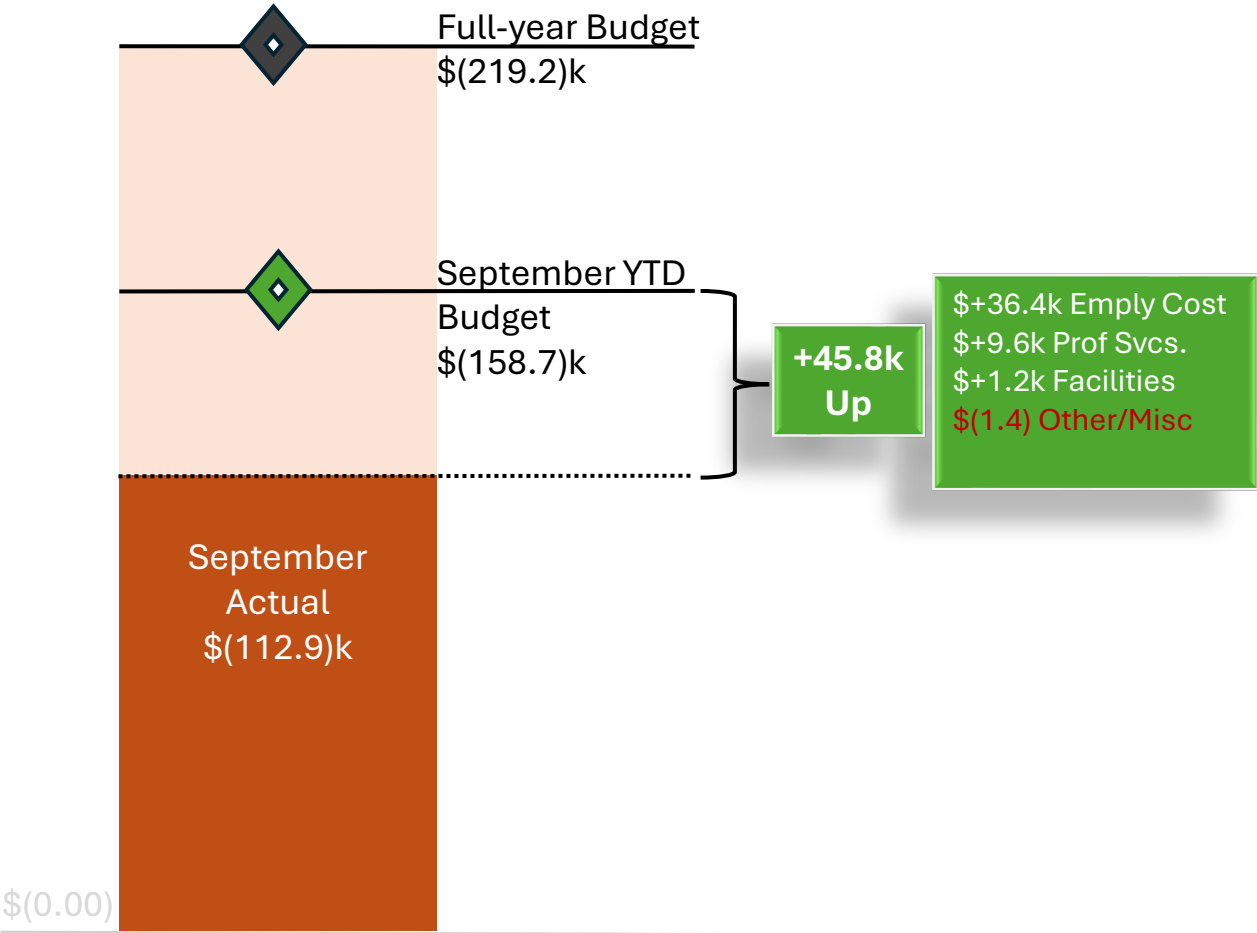 Full-year Budget
$(219.2)k
September YTD
Budget
$(158.7)k
+45.8k
Up
$+36.4k Emply Cost
$+9.6k Prof Svcs.
$+1.2k Facilities
$(1.4) Other/Misc
September
Actual
$(112.9)k
$(0.00)